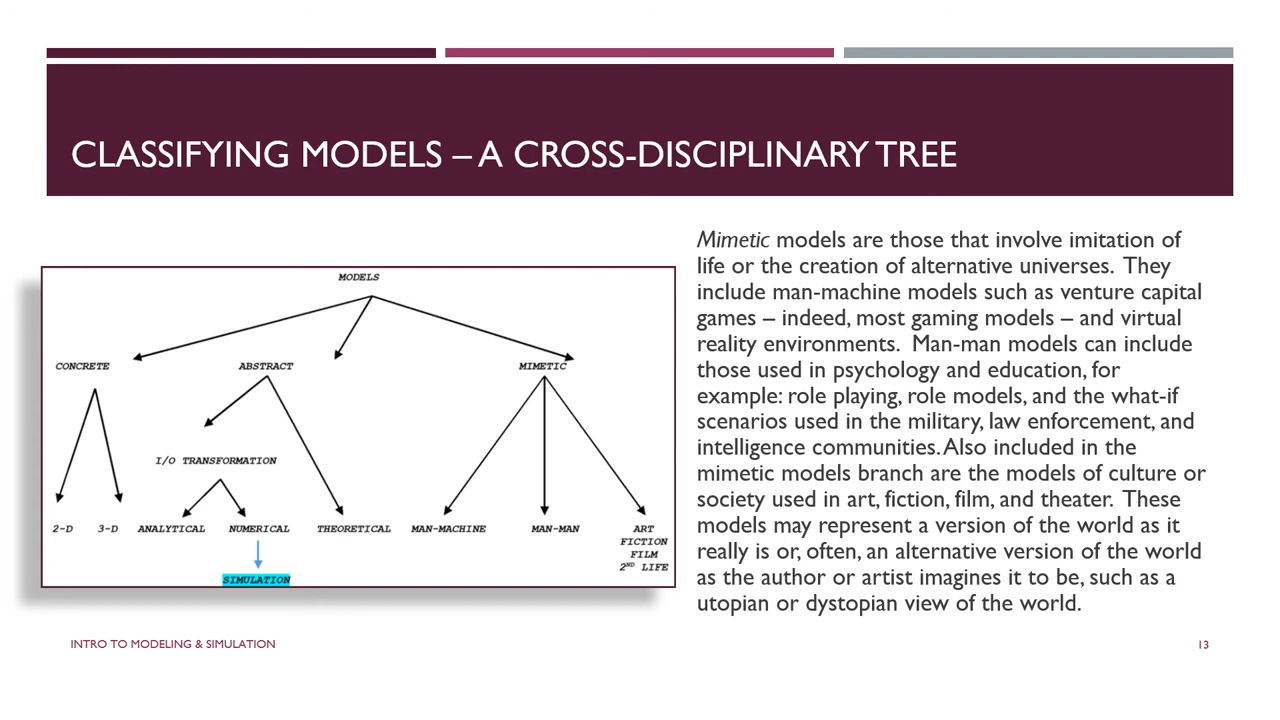 CLASSIFYING MODELS – A CROSS-DISCIPLINARY TREE
MODELS
CONCRETE ABSTRACT MIMETIC
I/O TRANSFORMATION
2-D 3-D ANALYTICAL NUMERICAL THEORETICAL MAN-MACHINE MAN-MAN ART
FICTION
FILM
2ND LIFE
SIMULATION
Mimetic models are those that involve imitation of
life or the creation of alternative universes. They
include man-machine models such as venture capital
games – indeed, most gaming models – and virtual
reality environments. Man-man models can include
those used in psychology and education, for
example: role playing, role models, and the what-if
scenarios used in the military, law enforcement, and
intelligence communities. Also included in the
mimetic models branch are the models of culture or
society used in art, fiction, film, and theater. These
models may represent a version of the world as it
really is or, often, an alternative version of the world
as the author or artist imagines it to be, such as a
utopian or dystopian view of the world.
INTRO TO MODELING & SIMULATION
13